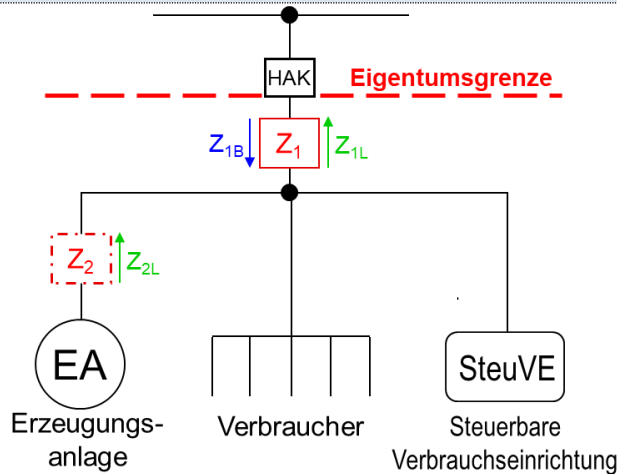 HAK
Eigentumsgrenze
Z1B
Z1
Z1L
Z2
Z2L
EA
SteuVE
Erzeugungs-
anlage
Verbraucher
Steuerbare
Verbrauchseinrichtung